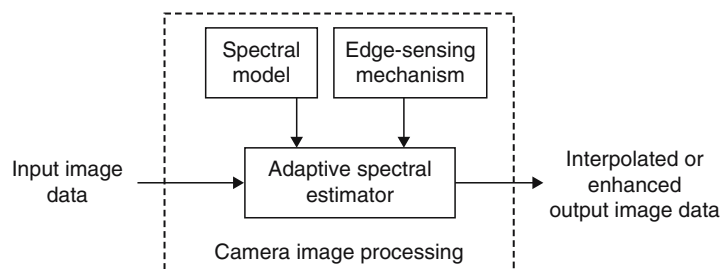 Spectral
model
Edge-sensing
mechanism
Input image
data
Adaptive spectral
estimator
Interpolated or
enhanced
output image data
Camera image processing